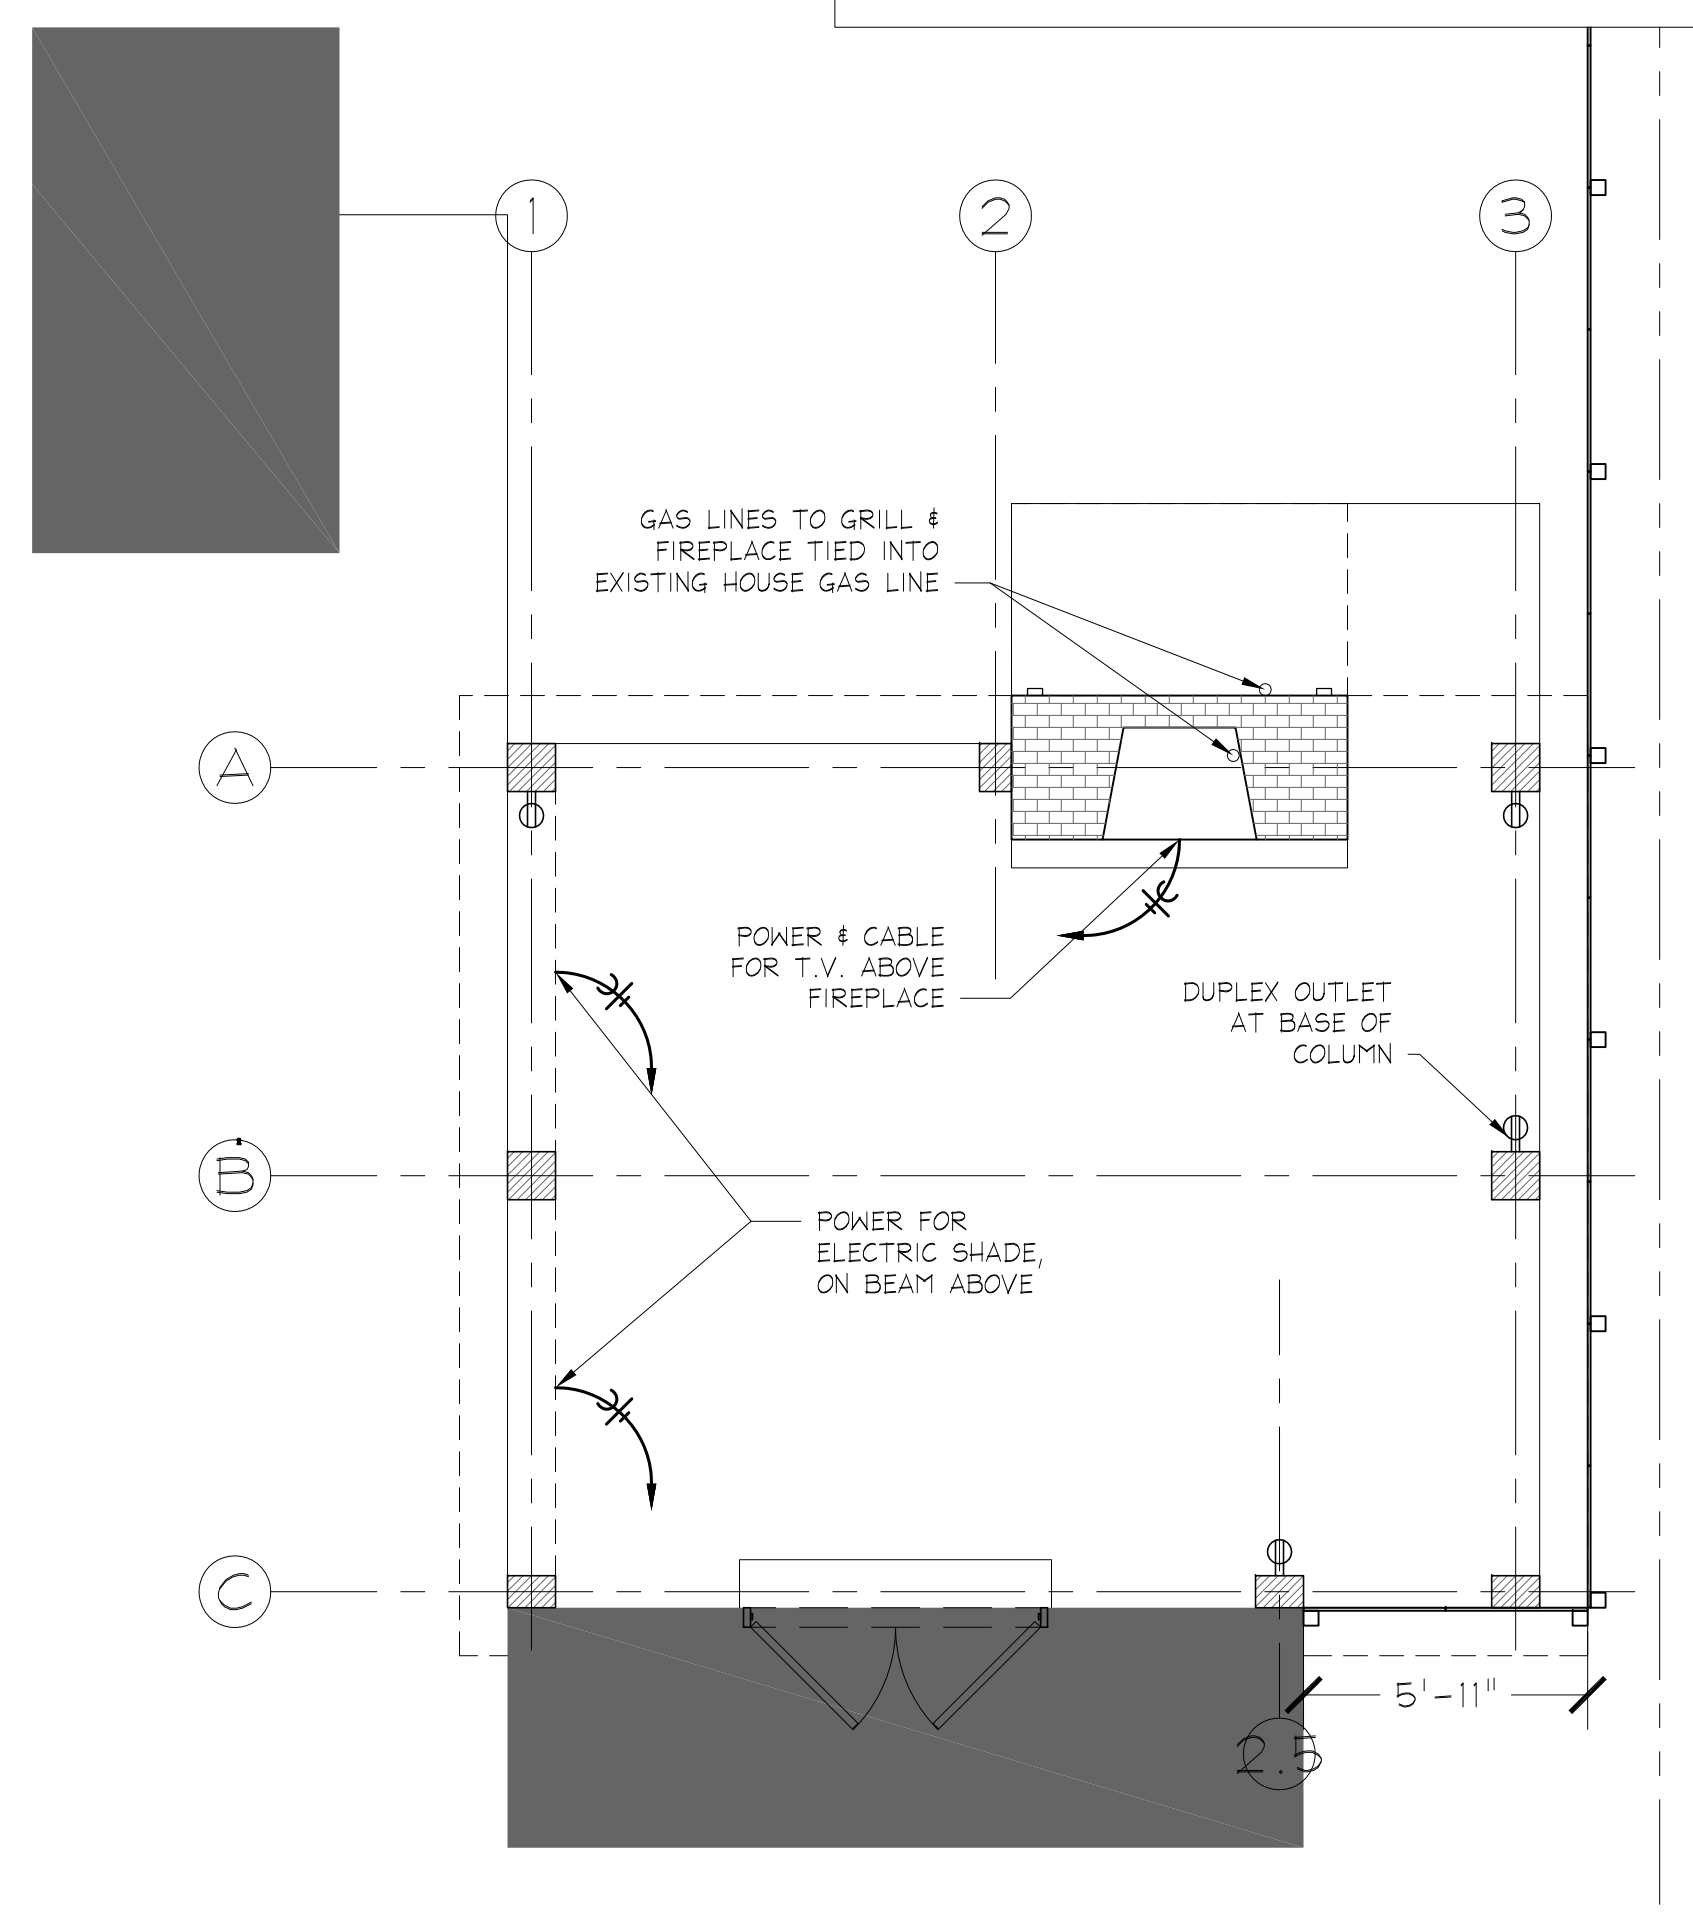 1
2
3
GAS LINES TO GRILL &
FIREPLACE TIED INTO
EXISTING HOUSE GAS LINE
A
POWER & CABLE
FOR T.V. ABOVE
FIREPLACE
DUPLEX OUTLET
AT BASE OF
COLUMN
B
POWER FOR
ELECTRIC SHADE,
ON BEAM ABOVE
C
5'-11"
2.5